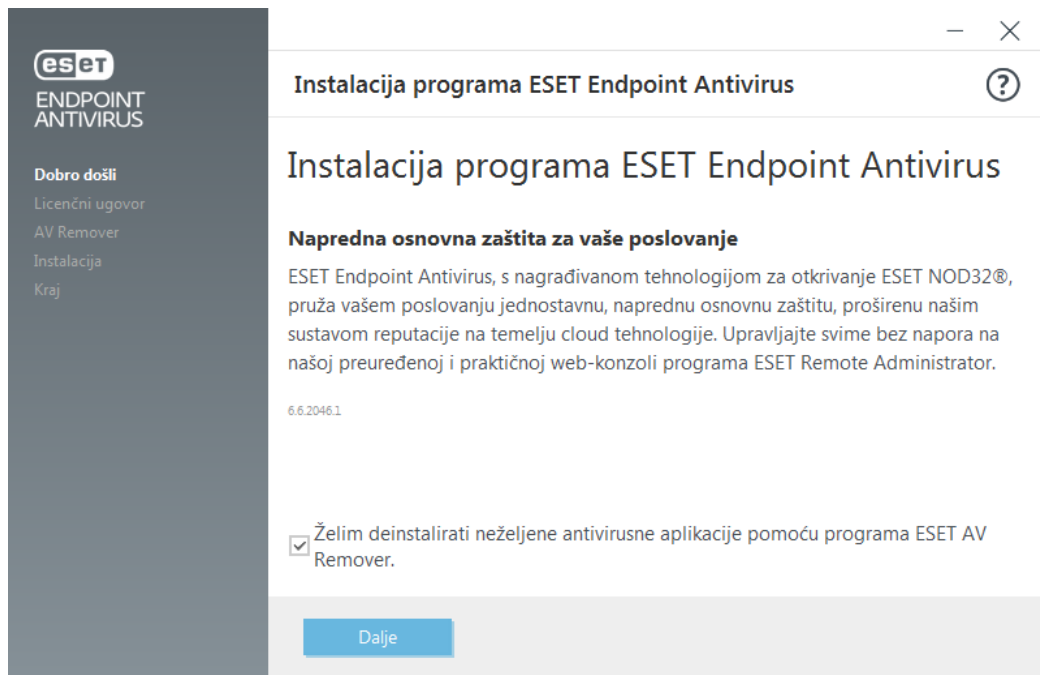 eset
ENDPOINT
ANTIVIRUS
Dobro došli
Licenčni ugovor
AV Remover
Instalacija
Kraj
Instalacija programa ESET Endpoint Antivirus
?
Instalacija programa ESET Endpoint Antivirus
Napredna osnovna zaštita za vaše poslovanje
ESET Endpoint Antivirus, s nagrađivanom tehnologijom za otkrivanje ESET NOD32®,
pruža vašem poslovanju jednostavnu, naprednu osnovnu zaštitu, proširenu našim
sustavom reputacije na temelju cloud tehnologije. Upravljajte svime bez napora na
našoj preuređenoj i praktičnoj web-konzoli programa ESET Remote Administrator.
6.6.2046.1
Želim deinstalirati neželjene antivirusne aplikacije pomoću programa ESET AV
Remover.
Dalje